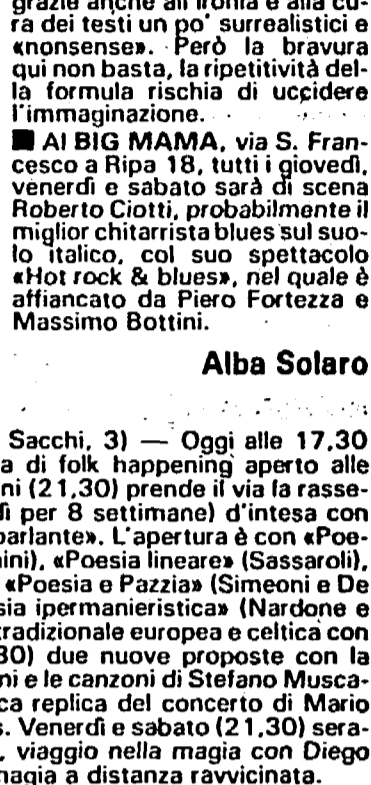 grazie anche all'ironia e alla cu-
ra dei testi un po' surrealistici e
«nonsense». Però la bravura
qui non basta, la ripetitività del-
la formula rischia di uccidere
l'immaginazione.
■ Al BIG MAMA, via S. Fran-
cesco a Ripa 18, tutti i giovedì,
venerdì e sabato sarà di scena
Roberto Ciotti, probabilmente il
miglior chitarrista blues sul suo-
lo italico, col suo spettacolo
«Hot rock & blues», nel quale è
affiancato da Piero Fortezza e
Massimo Bottini.
Alba Solaro
Sacchi, 3) — Oggi alle 17,30
a di folk happening aperto alle
ni (21,30) prende il via la rasse-
dì per 8 settimane) d'intesa con
parlante». L'apertura è con «Poe-
nini), «Poesia lineare» (Sassaroli),
«Poesia e Pazzia» (Simeoni e De
sia ipermanieristica» (Nardone e
tradizionale europea e celtica con
30) due nuove proposte con la
ni e le canzoni di Stefano Musca-
ca replica del concerto di Mario
s. Venerdì e sabato (21,30) sera-
, viaggio nella magia con Diego
magia a distanza ravvicinata.